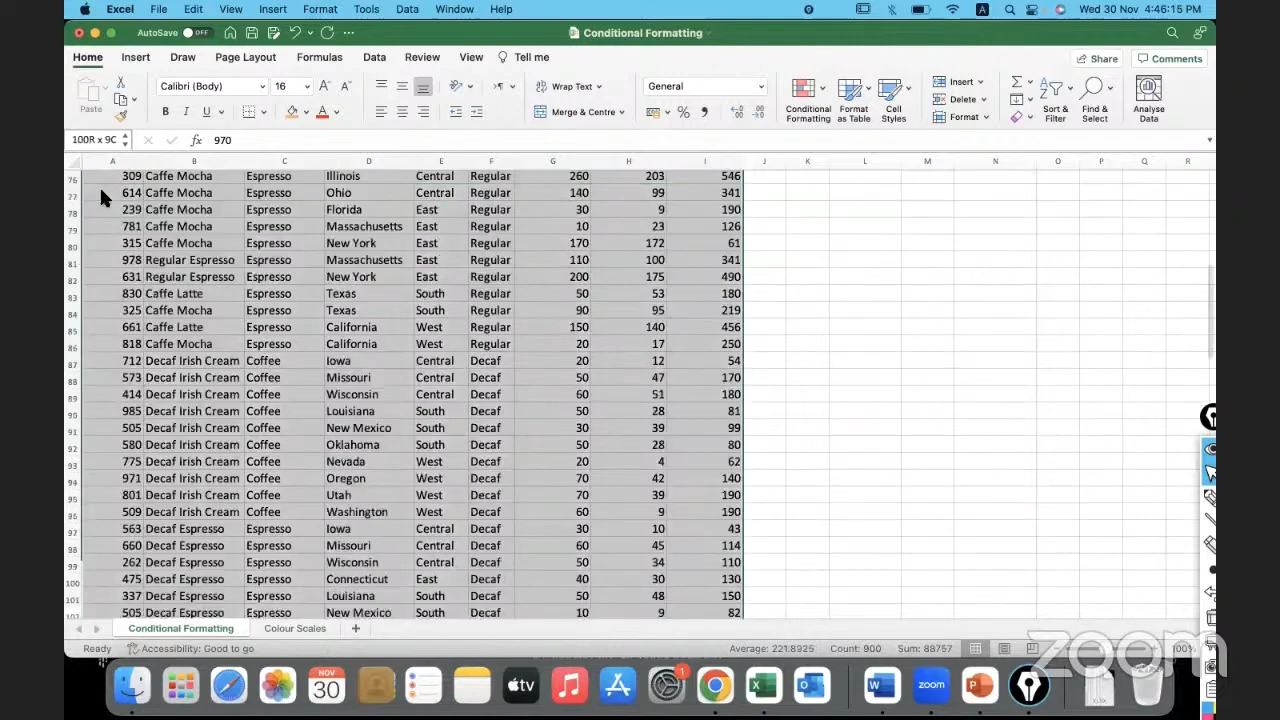 Excel File Edit View Insert Format Tools Data Window Help A Wed 30 Nov 4:46:15 PM
AutoSave OFF Conditional Formatting
Home Insert Draw Page Layout Formulas Data Review View Tell me Share Comments
Paste Calibri (Body) 16 Wrap Text General Conditional Formatting Format as Table Cell Styles Insert Sort & Filter Find & Select Analyse Data
B I U Merge & Centre Delete
Format
100R x 9C fx 970
A B C D E F G H I J K L M N O P Q R
76 309 Caffe Mocha Espresso Illinois Central Regular 260 203 546
77 614 Caffe Mocha Espresso Ohio Central Regular 140 99 341
78 239 Caffe Mocha Espresso Florida East Regular 30 9 190
79 781 Caffe Mocha Espresso Massachusetts East Regular 10 23 126
80 315 Caffe Mocha Espresso New York East Regular 170 172 61
81 978 Regular Espresso Espresso Massachusetts East Regular 110 100 341
82 631 Regular Espresso Espresso New York East Regular 200 175 490
83 830 Caffe Latte Espresso Texas South Regular 50 53 180
84 325 Caffe Mocha Espresso Texas South Regular 90 95 219
85 661 Caffe Latte Espresso California West Regular 150 140 456
86 818 Caffe Mocha Espresso California West Regular 20 17 250
87 712 Decaf Irish Cream Coffee Iowa Central Decaf 20 12 54
88 573 Decaf Irish Cream Coffee Missouri Central Decaf 50 47 170
89 414 Decaf Irish Cream Coffee Wisconsin Central Decaf 60 51 180
90 985 Decaf Irish Cream Coffee Louisiana South Decaf 50 28 81
91 505 Decaf Irish Cream Coffee New Mexico South Decaf 30 39 99
92 580 Decaf Irish Cream Coffee Oklahoma South Decaf 50 28 80
93 775 Decaf Irish Cream Coffee Nevada West Decaf 20 4 62
94 971 Decaf Irish Cream Coffee Oregon West Decaf 70 42 140
95 801 Decaf Irish Cream Coffee Utah West Decaf 70 39 190
96 509 Decaf Irish Cream Coffee Washington West Decaf 60 9 190
97 563 Decaf Espresso Espresso Iowa Central Decaf 30 10 43
98 660 Decaf Espresso Espresso Missouri Central Decaf 60 45 114
99 262 Decaf Espresso Espresso Wisconsin Central Decaf 50 34 110
100 475 Decaf Espresso Espresso Connecticut East Decaf 40 30 130
101 337 Decaf Espresso Espresso Louisiana South Decaf 50 48 150
505 Decaf Espresso Espresso New Mexico South Decaf 10 9 82
Conditional Formatting Colour Scales
Ready Accessibility: Good to go Average: 221.8925 Count: 900 Sum: 88757 100%
zoom
NOV 30 tv 1 X O W zoom P XLSX